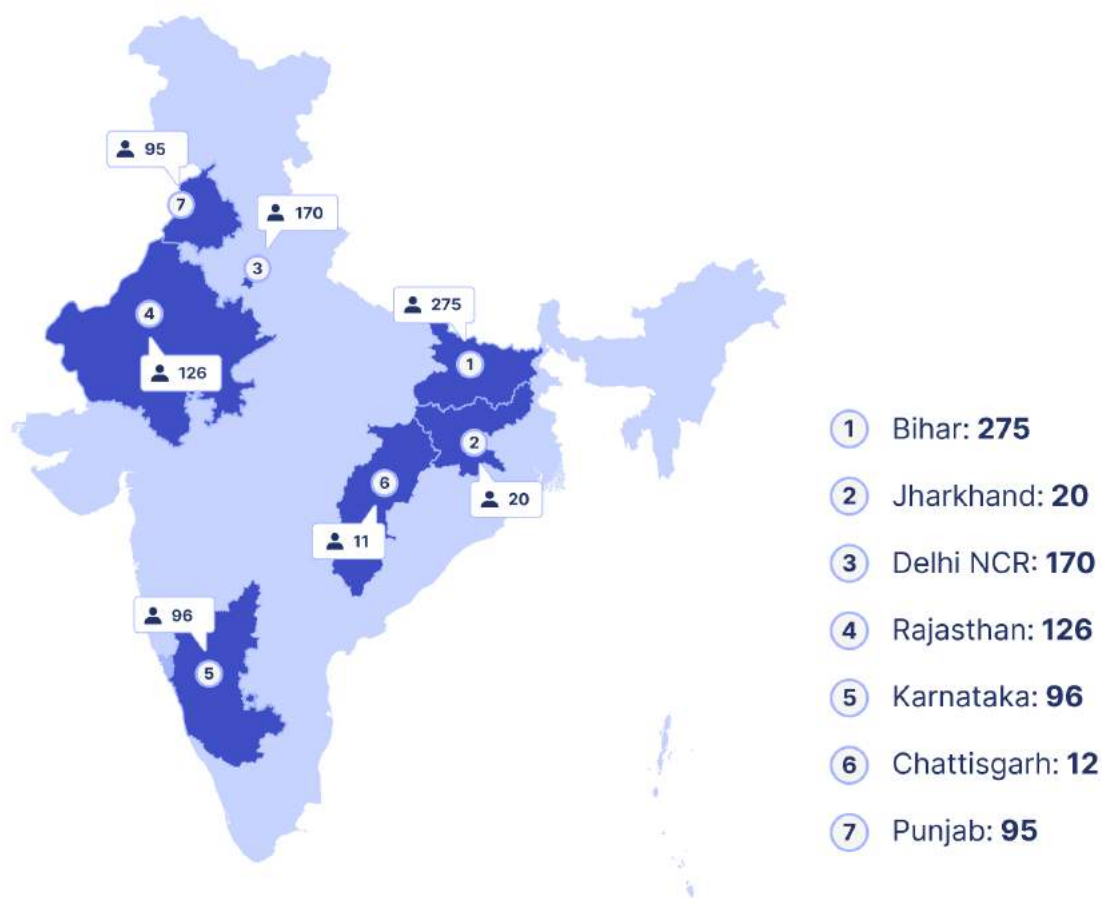 95
7
170
3
275
4
1
126
2
6
20
11
96
5
1 Bihar: 275
2 Jharkhand: 20
3 Delhi NCR: 170
4 Rajasthan: 126
5 Karnataka: 96
6 Chattisgarh: 12
7 Punjab: 95